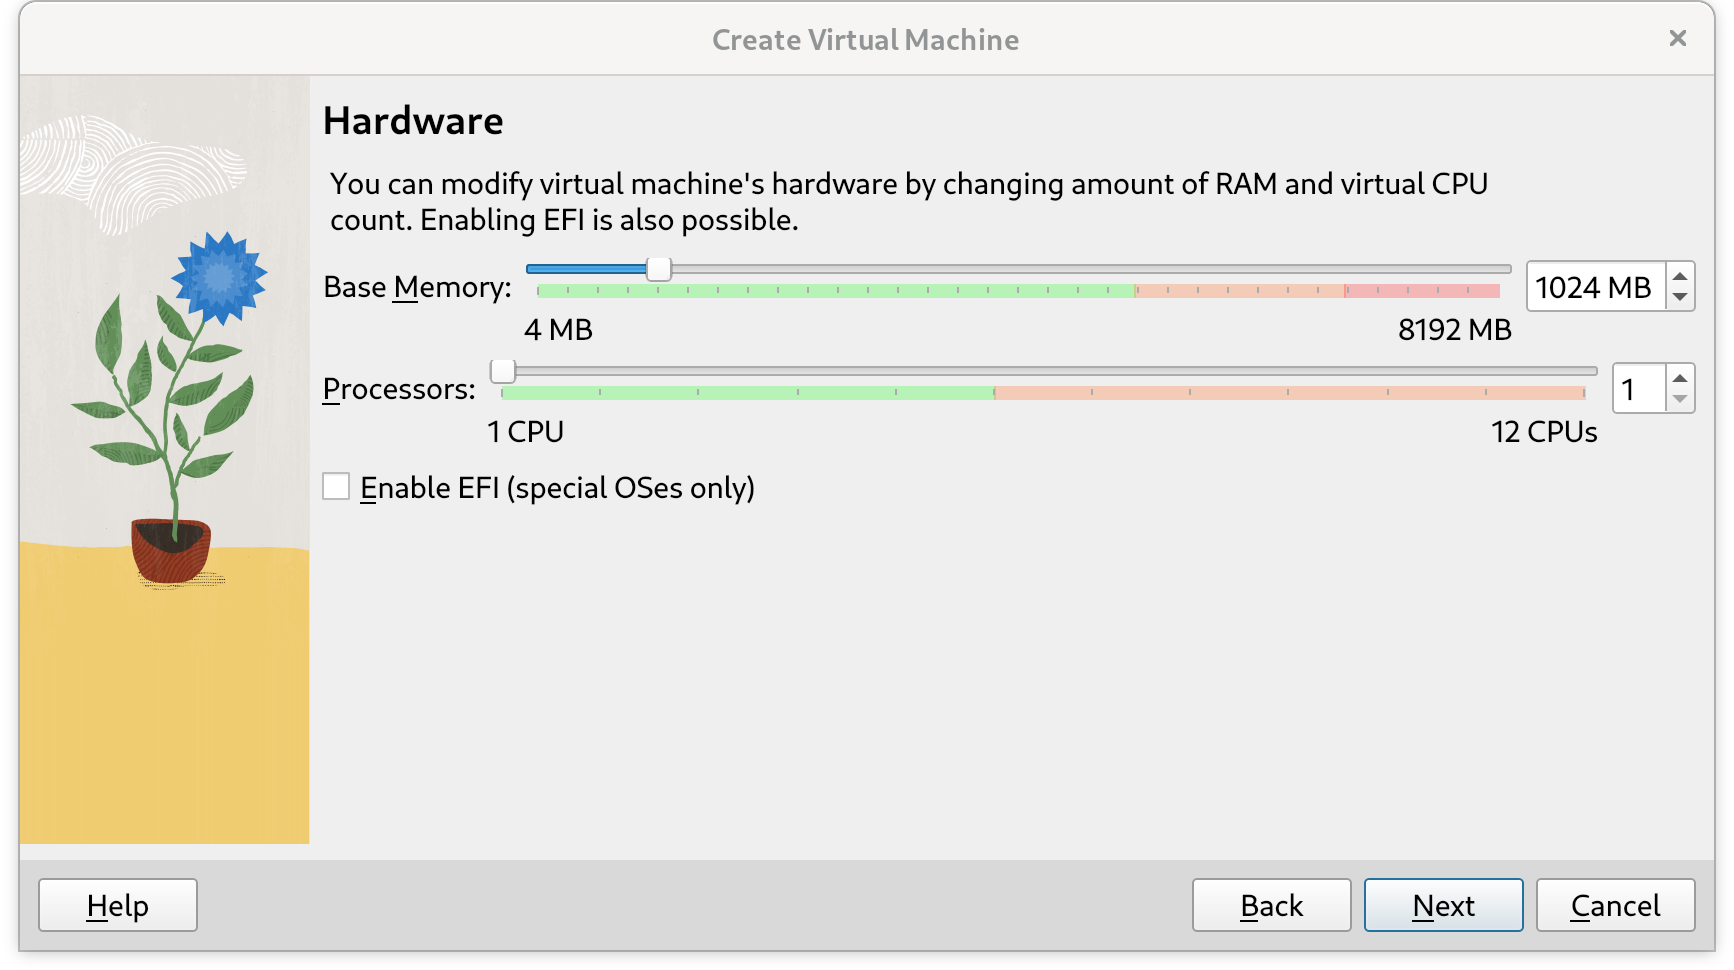 Create Virtual Machine
Hardware
You can modify virtual machine's hardware by changing amount of RAM and virtual CPU
count. Enabling EFI is also possible.
Base Memory:
1024 MB
4 MB
8192 MB
Processors:
1
1 CPU
12 CPUs
Enable EFI (special OSes only)
Help
Back
Next
Cancel